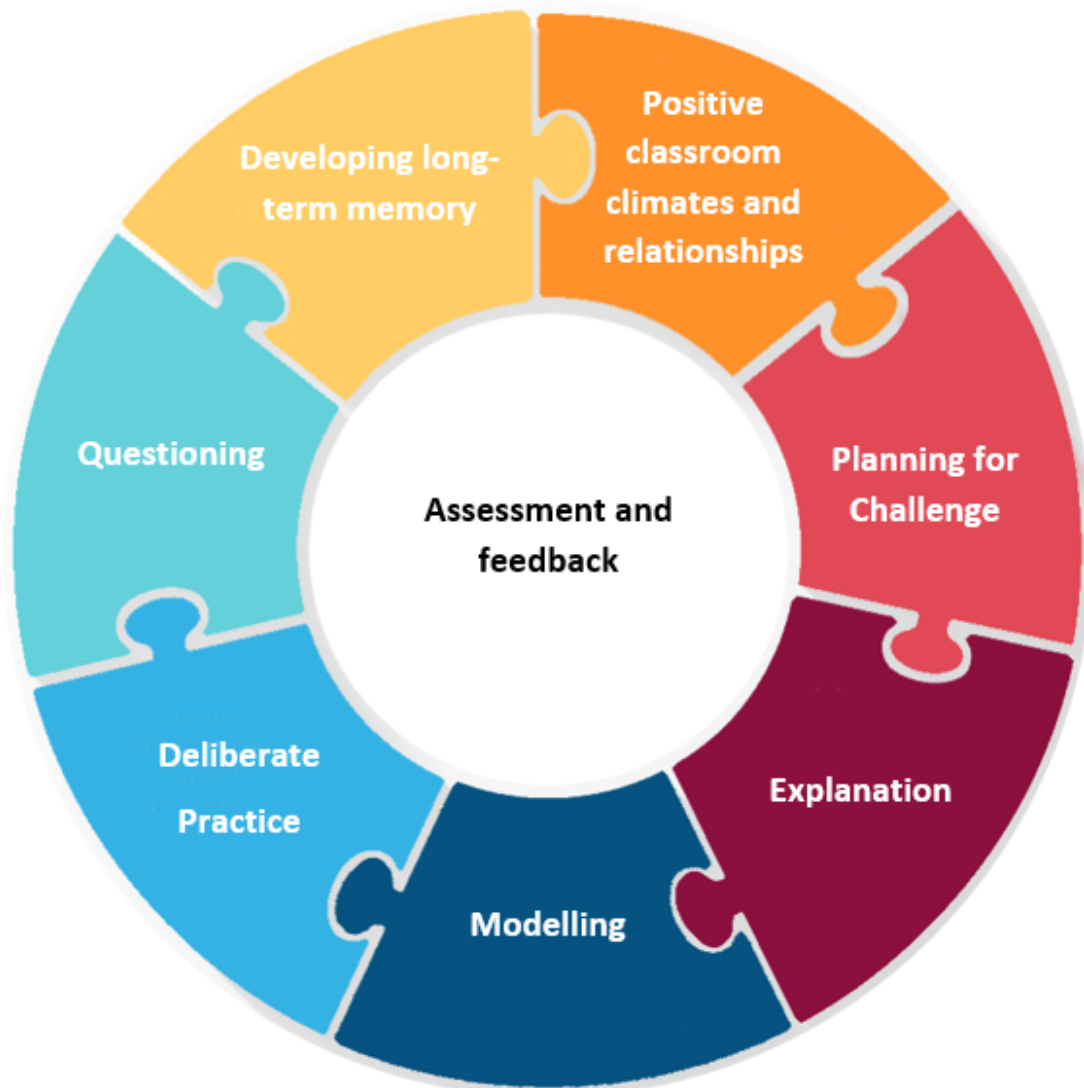 Positive
classroom
climates and
relationships
Planning for
Challenge
Explanation
Modelling
Deliberate
Practice
Questioning
Developing long-
term memory
Assessment and
feedback